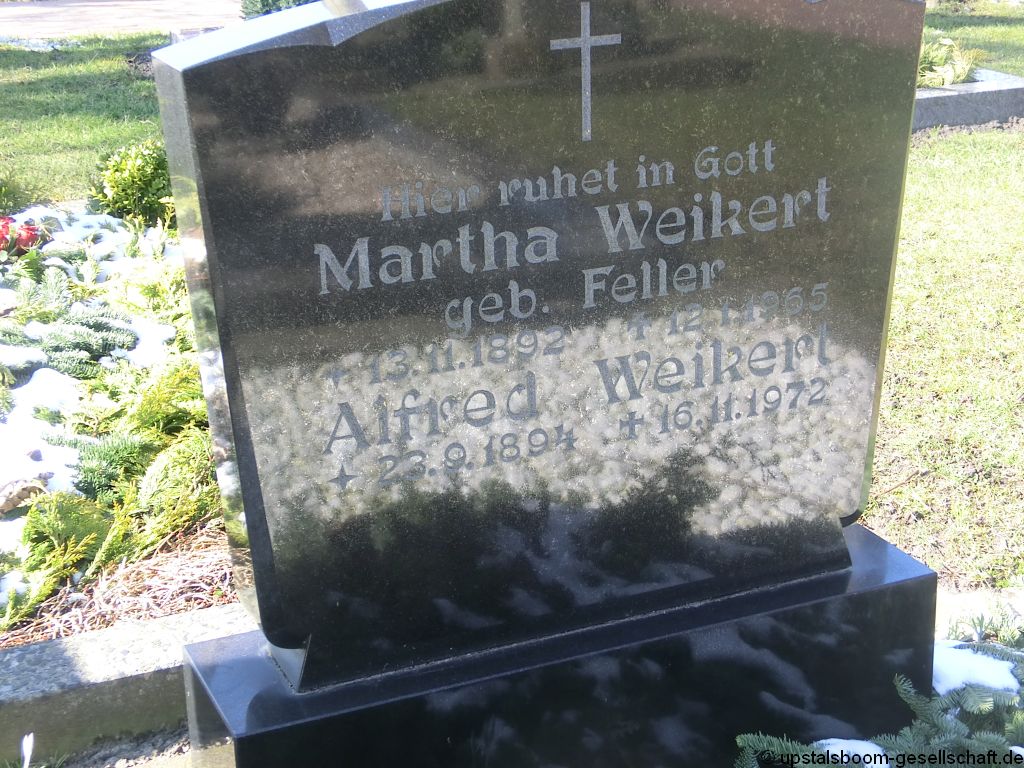 Hier ruhet in Gott
Martha Weikert
geb. Feller
✦ 13.11.1892 ✝ 12.1.1965
Alfred Weikert
✦ 23.9.1894 ✝ 16.11.1972
© upstalsboom-gesellschaft.de